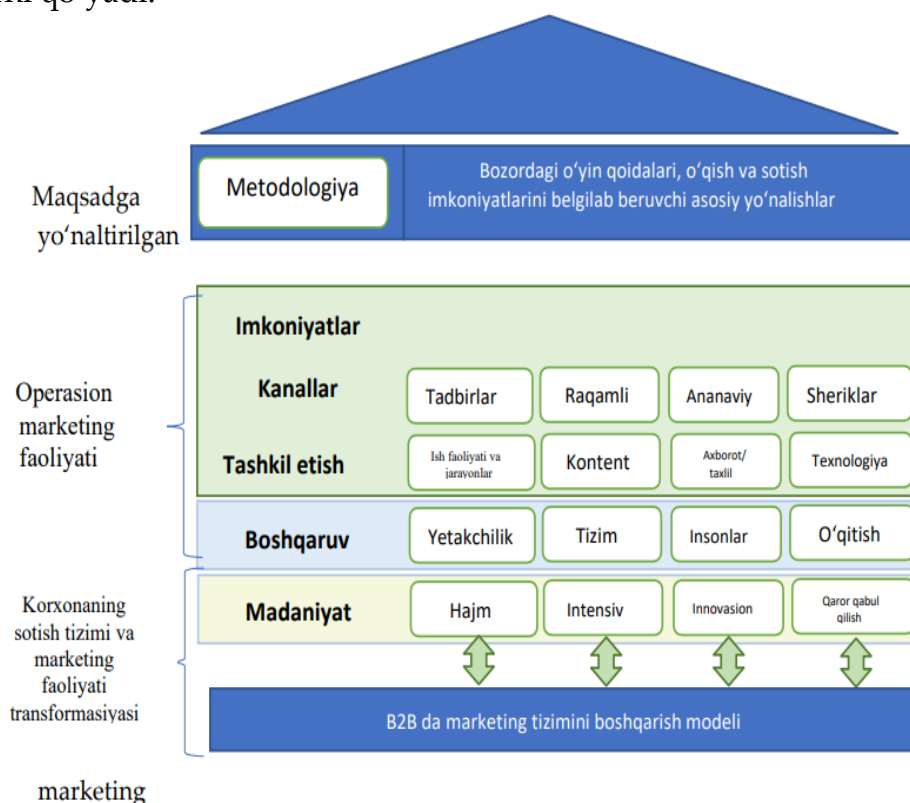 qo‘yadi.
Metodologiya
Bozordagi o‘yin qoidalari, o‘qish va sotish
imkoniyatlarini belgilab beruvchi asosiy yo‘nalishlar
Maqsadga
yo‘naltirilgan
Imkoniyatlar
Kanallar
Tadbirlar
Raqamli
Ananaviy
Sheriklar
Operasion
marketing
faoliyati
Tashkil etish
Ish faoliyati va
jarayonlar
Kontent
Axborot/
taxlil
Texnologiya
Boshqaruv
Yetakchilik
Tizim
Insonlar
O‘qitish
Korxonaning
sotish tizimi va
marketing
faoliyati
transformasiyasi
Madaniyat
Hajm
Intensiv
Innovasion
Qaror qabul
qilish
B2B da marketing tizimini boshqarish modeli
marketing